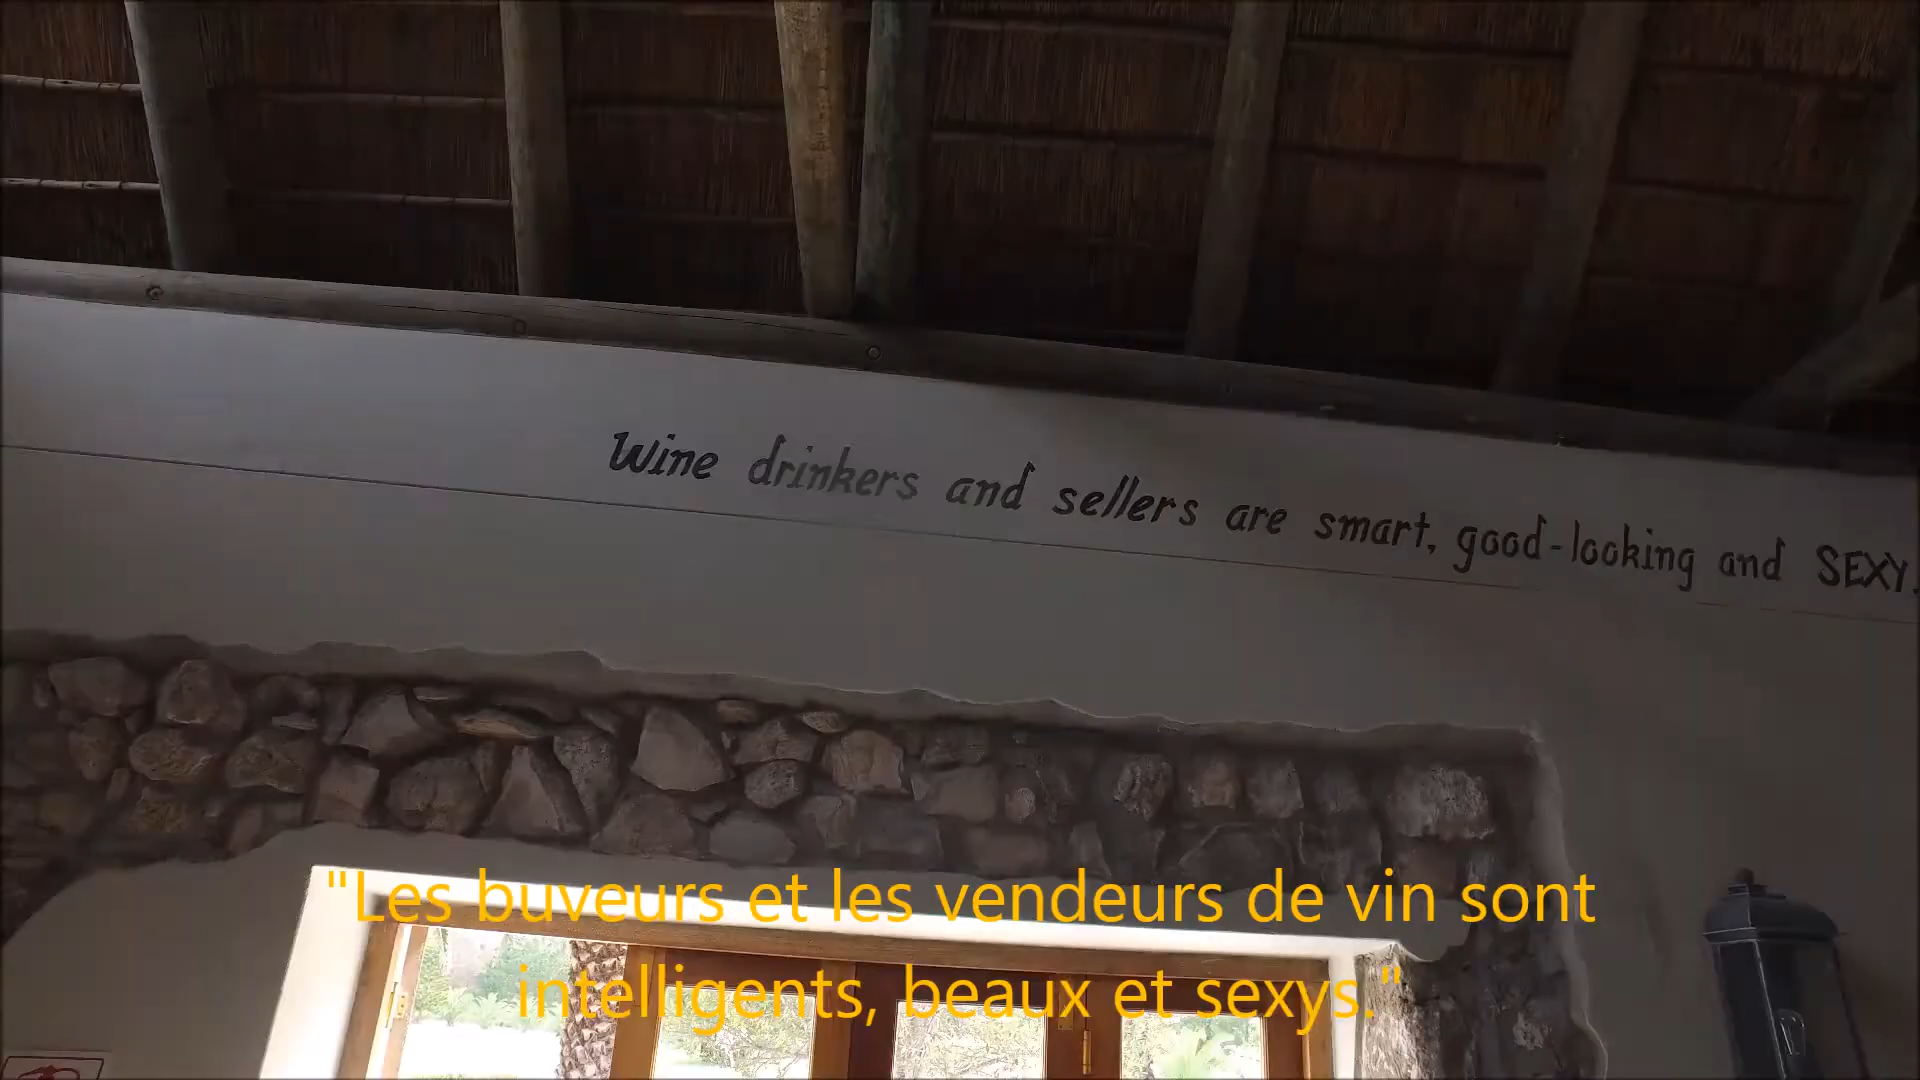 Wine drinkers and sellers are smart, good-looking and SEXY.
"Les buveurs et les vendeurs de vin sont
intelligents, beaux et sexys."